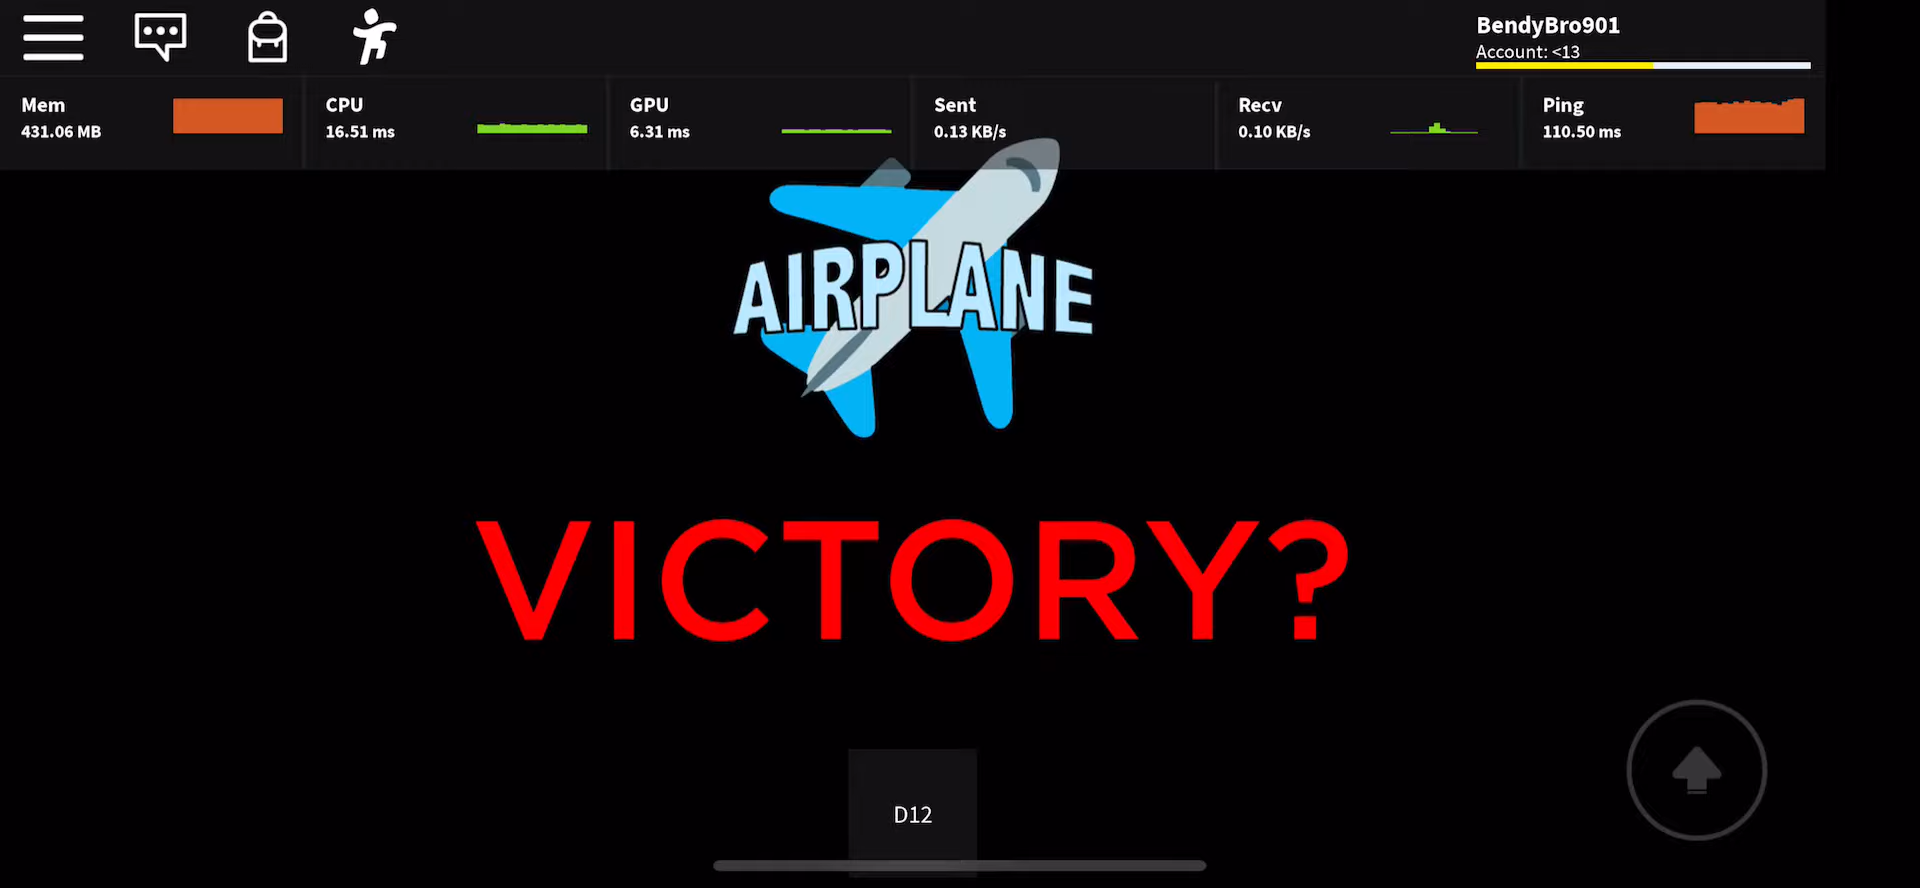 BendyBro901
Account: <13
Mem
431.06 MB
CPU
16.51 ms
GPU
6.31 ms
Sent
0.13 KB/s
Recv
0.10 KB/s
Ping
110.50 ms
AIRPLANE
VICTORY?
D12